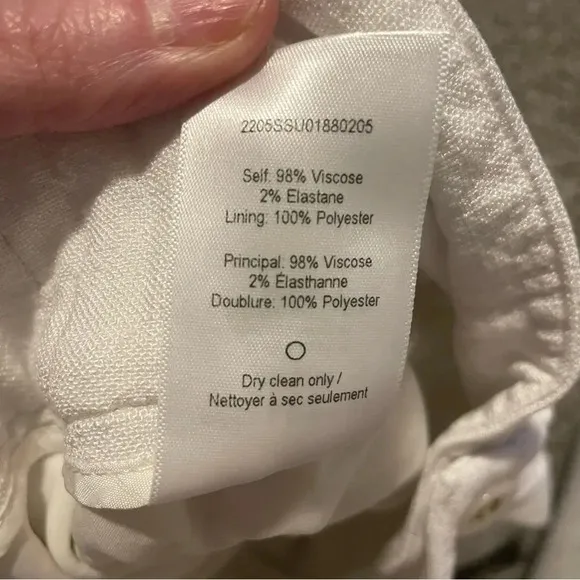 2205SSU01880205
Self: 98% Viscose
2% Elastane
Lining: 100% Polyester
Principal: 98% Viscose
2% Élasthanne
Doublure: 100% Polyester
Dry clean only /
Nettoyer à sec seulement